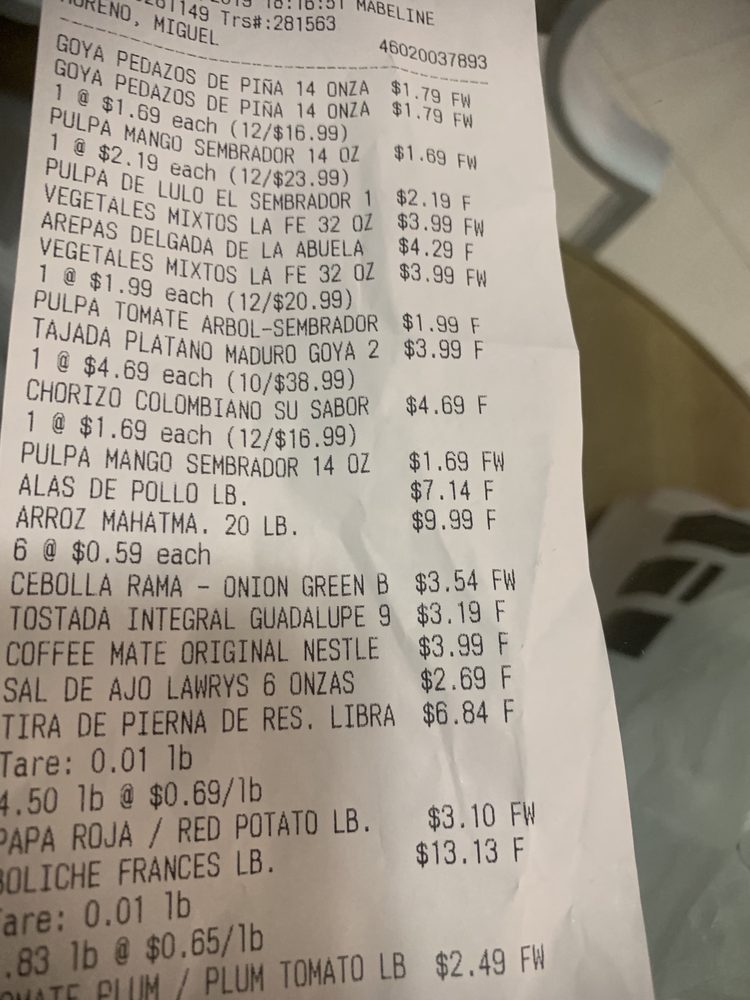 MABELINE
Trs#:281563
MORENO, MIGUEL 46020037893
GOYA PEDAZOS DE PIÑA 14 ONZA $1.79 FW
GOYA PEDAZOS DE PIÑA 14 ONZA $1.79 FW
1 @ $1.69 each (12/$16.99)
PULPA MANGO SEMBRADOR 14 OZ $1.69 FW
1 @ $2.19 each (12/$23.99)
PULPA DE LULO EL SEMBRADOR 1 $2.19 F
VEGETALES MIXTOS LA FE 32 OZ $3.99 FW
AREPAS DELGADA DE LA ABUELA $4.29 F
VEGETALES MIXTOS LA FE 32 OZ $3.99 FW
1 @ $1.99 each (12/$20.99)
PULPA TOMATE ARBOL-SEMBRADOR $1.99 F
TAJADA PLATANO MADURO GOYA 2 $3.99 F
1 @ $4.69 each (10/$38.99)
CHORIZO COLOMBIANO SU SABOR $4.69 F
1 @ $1.69 each (12/$16.99)
PULPA MANGO SEMBRADOR 14 OZ $1.69 FW
ALAS DE POLLO LB. $7.14 F
ARROZ MAHATMA. 20 LB. $9.99 F
6 @ $0.59 each
CEBOLLA RAMA - ONION GREEN B $3.54 FW
TOSTADA INTEGRAL GUADALUPE 9 $3.19 F
COFFEE MATE ORIGINAL NESTLE $3.99 F
SAL DE AJO LAWRYS 6 ONZAS $2.69 F
TIRA DE PIERNA DE RES. LIBRA $6.84 F
Tare: 0.01 lb
4.50 lb @ $0.69/lb
PAPA ROJA / RED POTATO LB. $3.10 FW
BOLICHE FRANCES LB. $13.13 F
Tare: 0.01 lb
.83 lb @ $0.65/lb
PLUM / PLUM TOMATO LB $2.49 FW